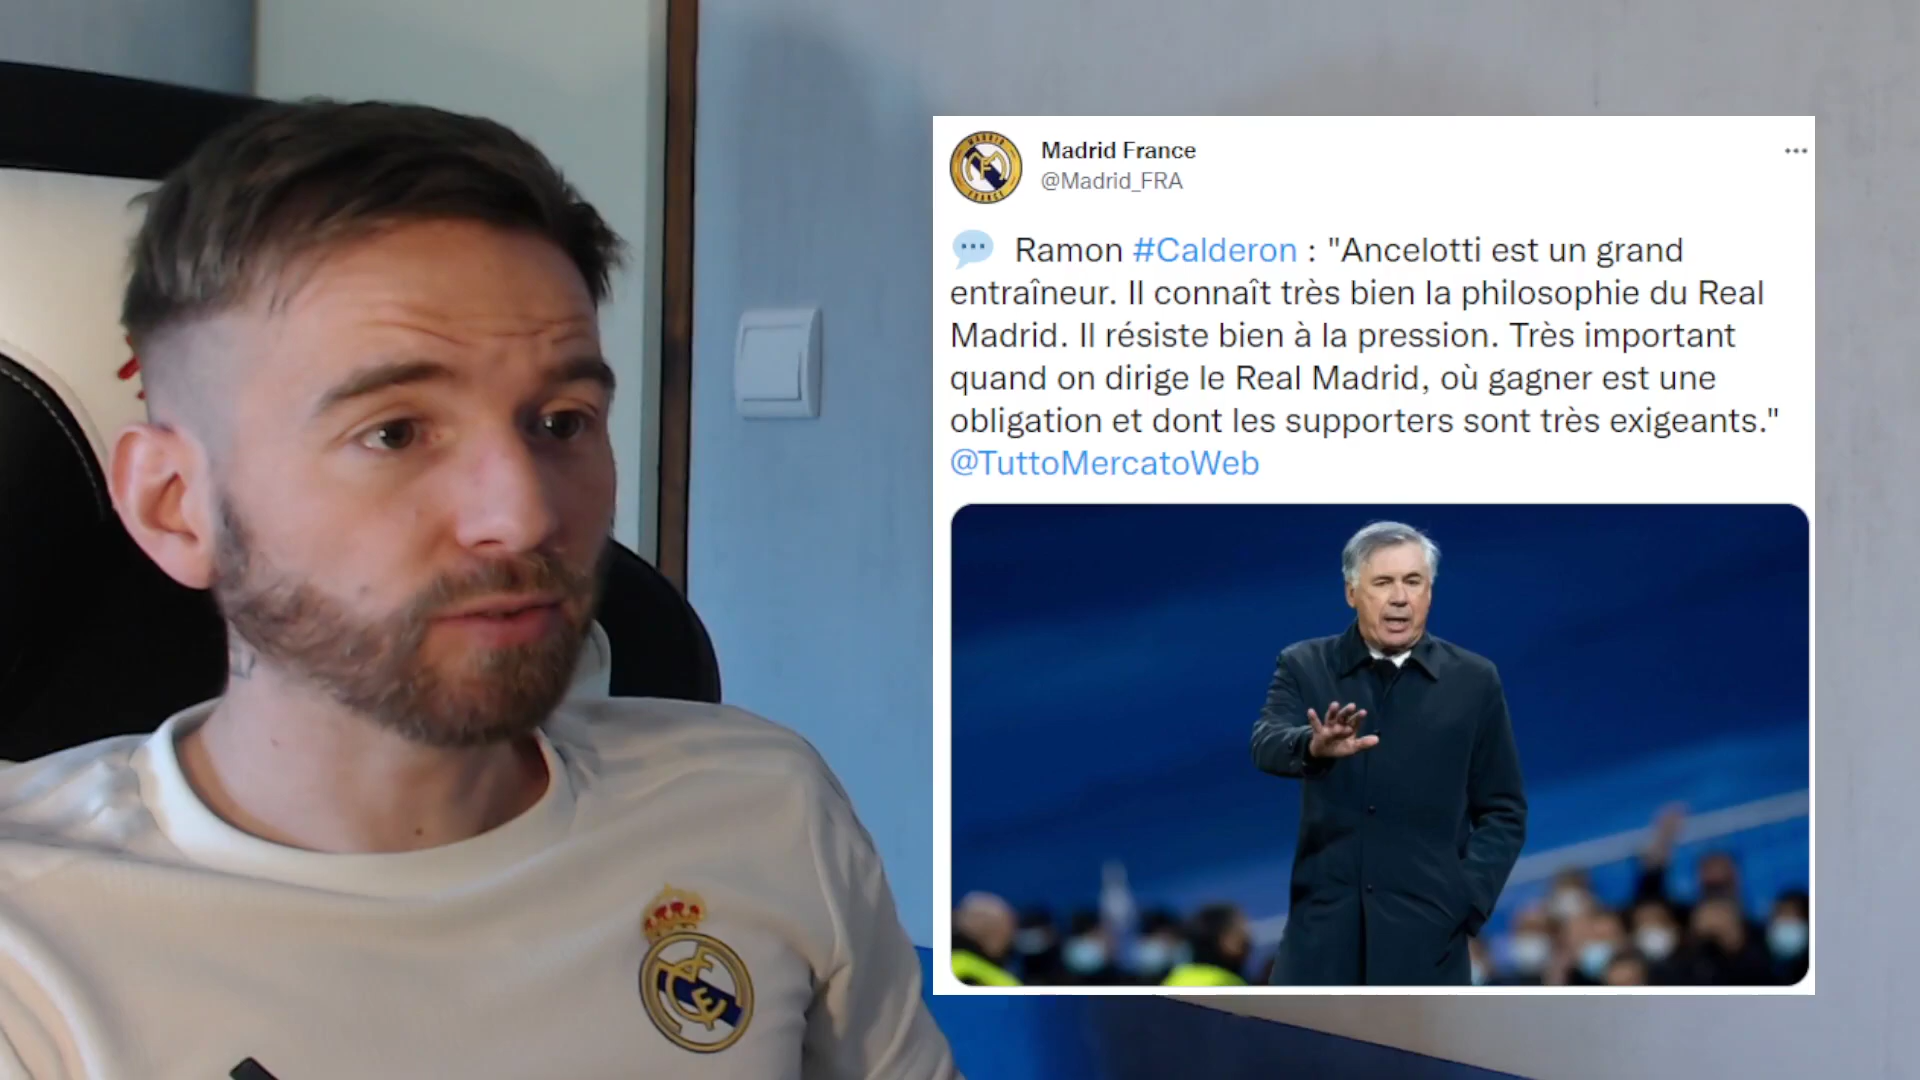 Madrid France
@Madrid_FRA
Ramon #Calderon : "Ancelotti est un grand
entraîneur. Il connaît très bien la philosophie du Real
Madrid. Il résiste bien à la pression. Très important
quand on dirige le Real Madrid, où gagner est une
obligation et dont les supporters sont très exigeants."
@TuttoMercatoWeb